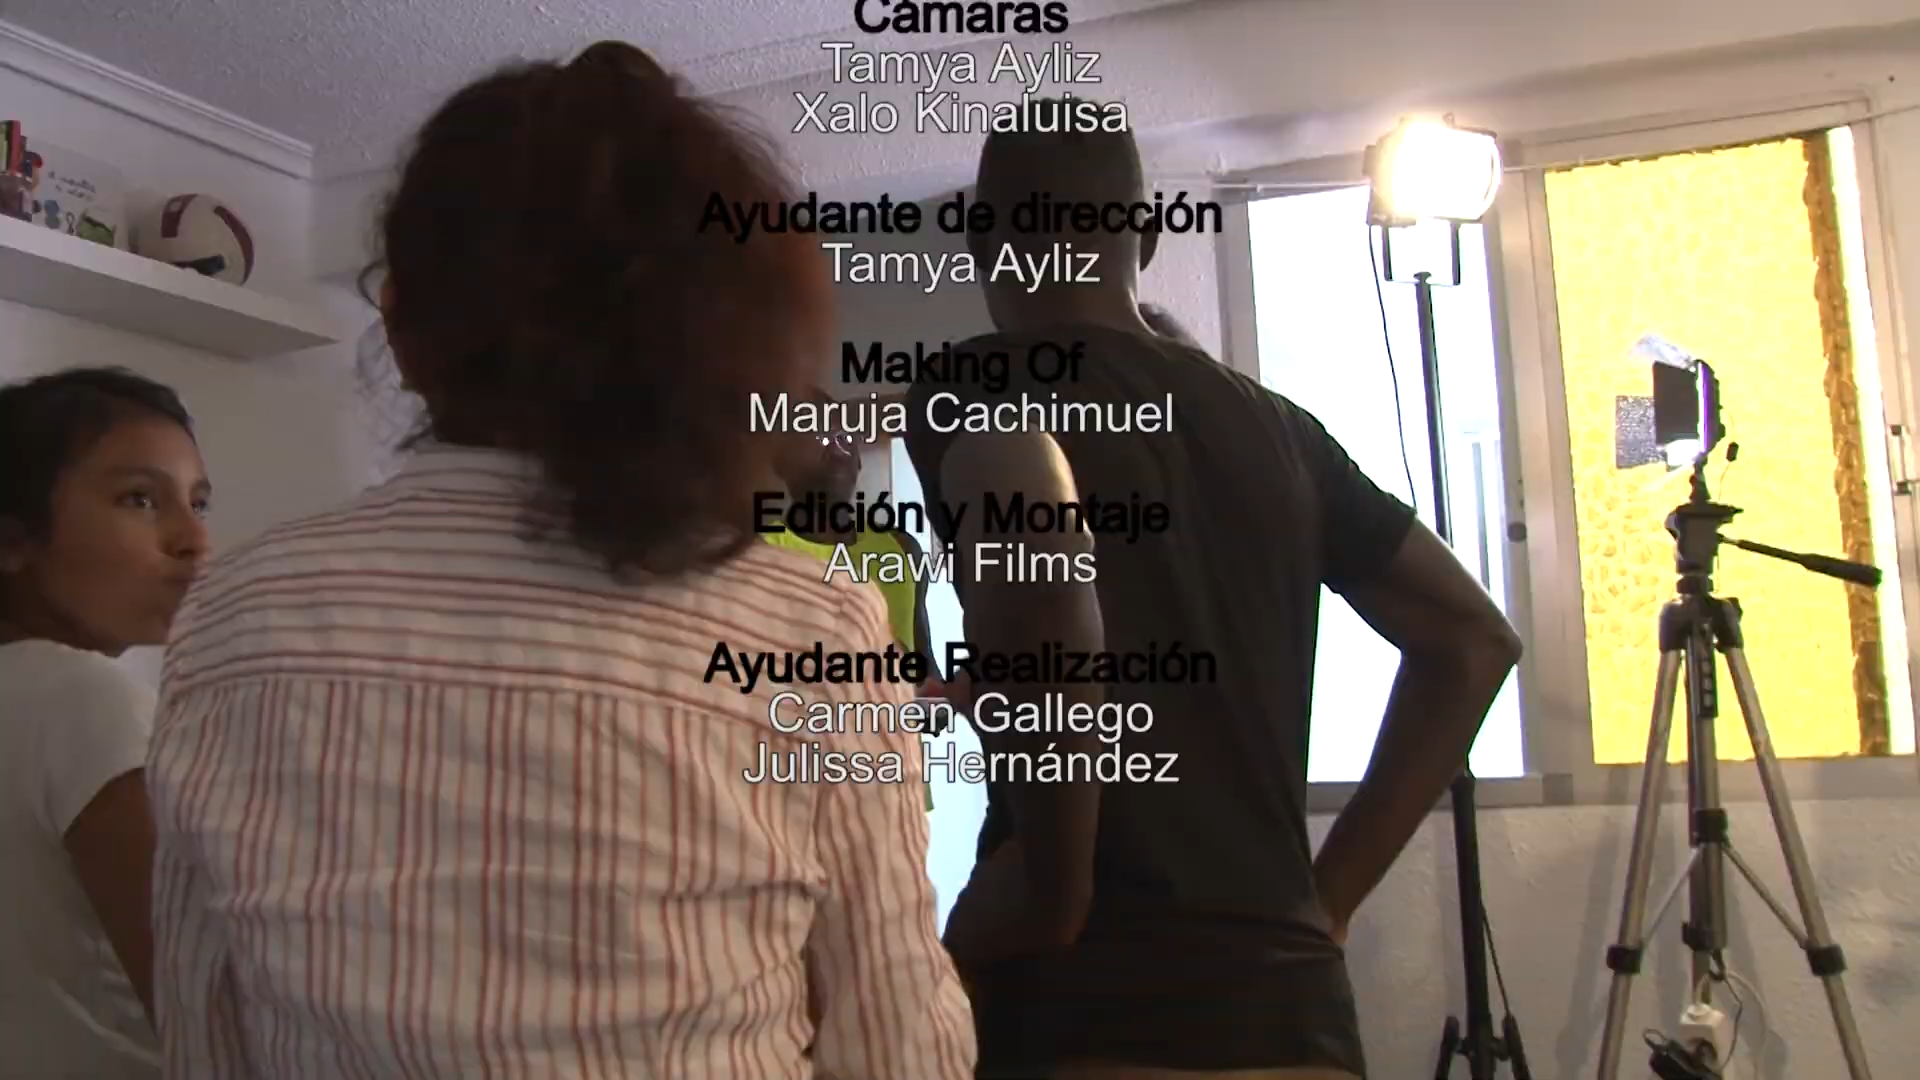 Cámaras
Tamya Ayliz
Xalo Kinaluisa
Ayudante de dirección
Tamya Ayliz
Making Of
Maruja Cachimuel
Edición y Montaje
Arawi Films
Ayudante Realización
Carmen Gallego
Julissa Hernández